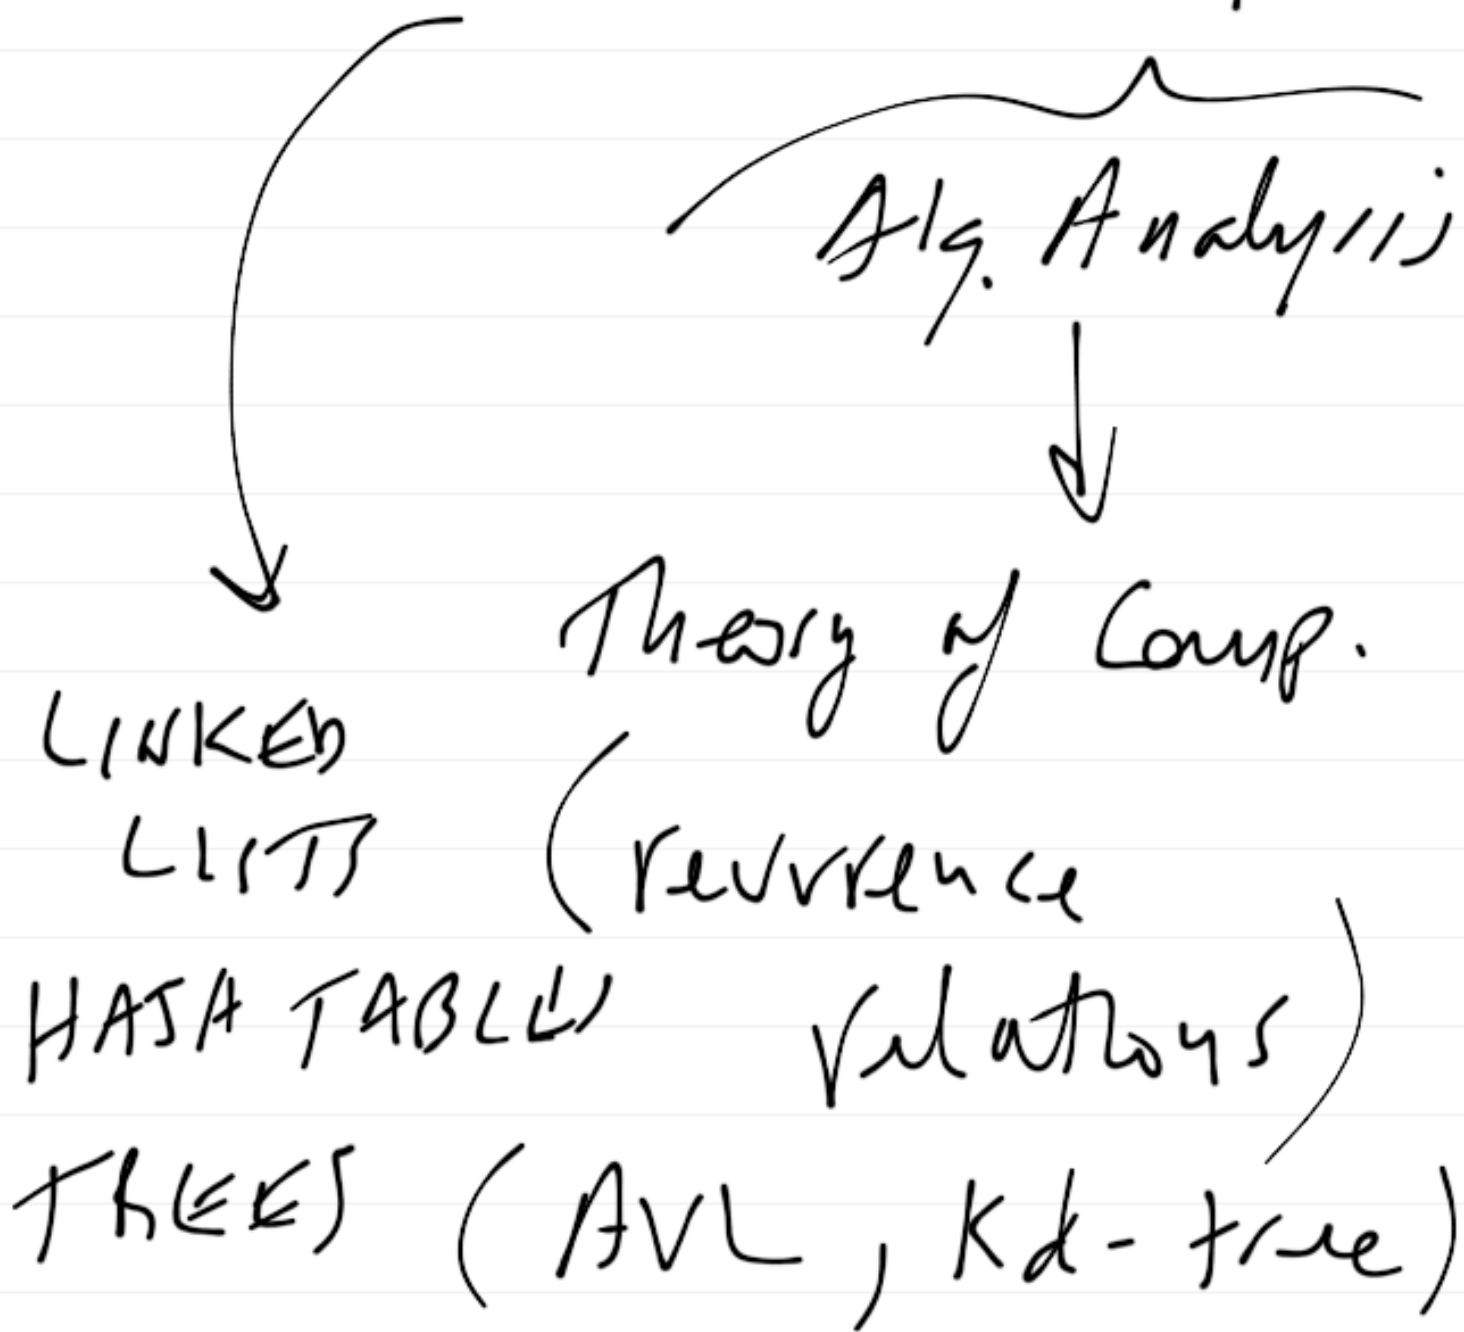 Alg. Analysis
Theory of Comp.
LINKED
LISTS
(recurrence
HASH TABLES
relations)
TREES (AVL, Kd-tree)